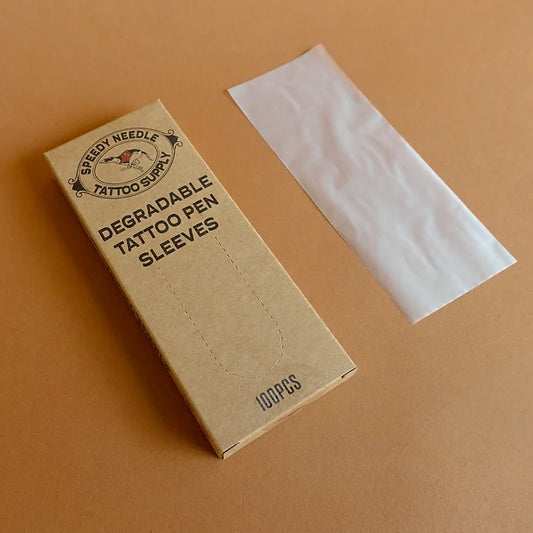 SPEEDY NEEDLE
TATTOO SUPPLY
DEGRADABLE
TATTOO PEN
SLEEVES
100PCS